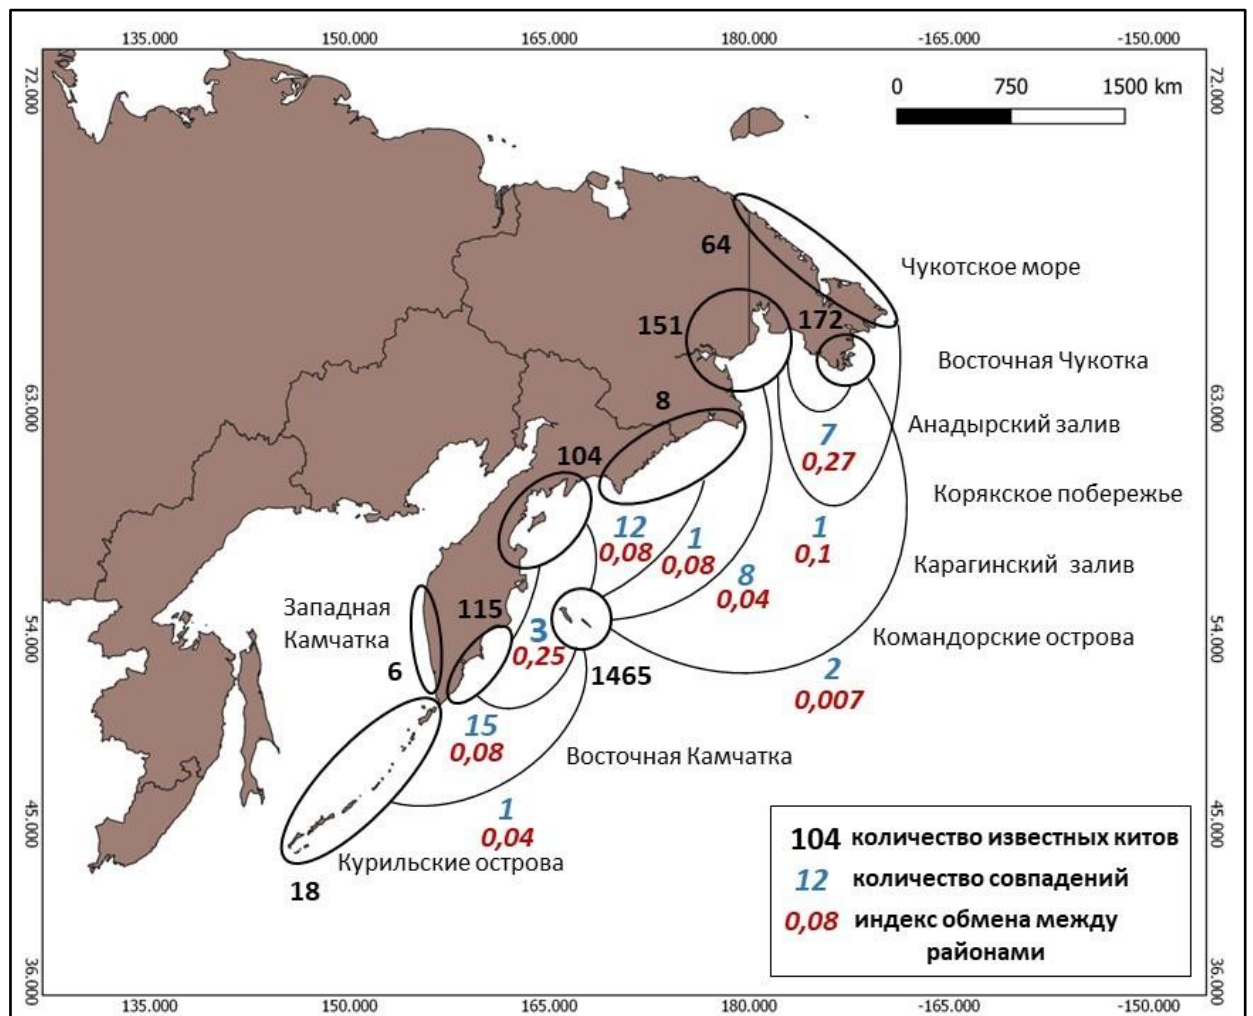 135.000 150.000 165.000 180.000 -165.000 -150.000
72.000
72.000
0 750 1500 km
64
Чукотское море
151
172
Восточная Чукотка
63.000
63.000
8
Анадырский залив
7
0,27
104
Корякское побережье
12
0,08
1
0,08
1
0,1
Карагинский залив
8
0,04
Западная
Камчатка
115
54.000
54.000
3
0,25
Командорские острова
6
1465
2
0,007
15
0,08
Восточная Камчатка
45.000
45.000
1
0,04
Курильские острова
18
104 количество известных китов
12 количество совпадений
0,08 индекс обмена между
районами
36.000
36.000
135.000 150.000 165.000 180.000 -165.000 -150.000